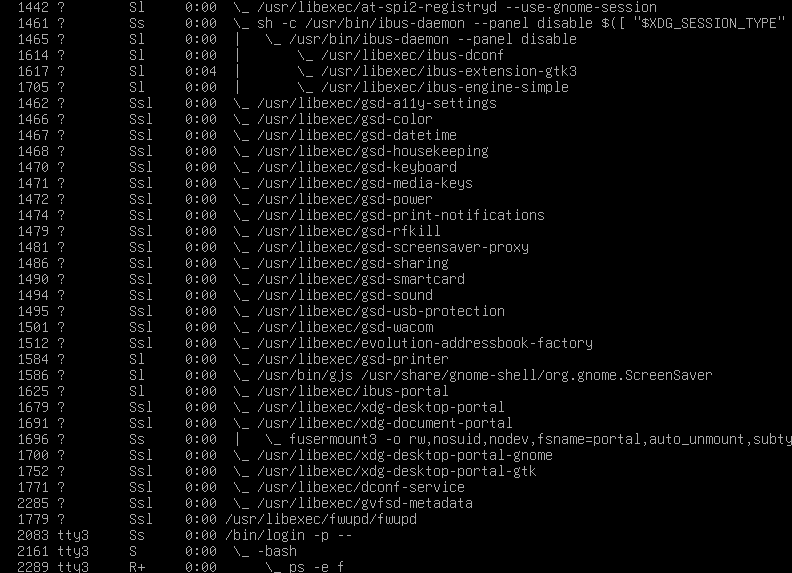 1442 ?        Sl     0:00  \_ /usr/libexec/at-spi2-registryd --use-gnome-session
1461 ?        Ss     0:00  \_ sh -c /usr/bin/ibus-daemon --panel disable $([ "$XDG_SESSION_TYPE"
1465 ?        Sl     0:00  |   \_ /usr/bin/ibus-daemon --panel disable
1614 ?        Sl     0:00  |       \_ /usr/libexec/ibus-dconf
1617 ?        Sl     0:04  |       \_ /usr/libexec/ibus-extension-gtk3
1705 ?        Sl     0:00  |       \_ /usr/libexec/ibus-engine-simple
1462 ?        Ssl    0:00  \_ /usr/libexec/gsd-a11y-settings
1466 ?        Ssl    0:00  \_ /usr/libexec/gsd-color
1467 ?        Ssl    0:00  \_ /usr/libexec/gsd-datetime
1468 ?        Ssl    0:00  \_ /usr/libexec/gsd-housekeeping
1470 ?        Ssl    0:00  \_ /usr/libexec/gsd-keyboard
1471 ?        Ssl    0:00  \_ /usr/libexec/gsd-media-keys
1472 ?        Ssl    0:00  \_ /usr/libexec/gsd-power
1474 ?        Ssl    0:00  \_ /usr/libexec/gsd-print-notifications
1479 ?        Ssl    0:00  \_ /usr/libexec/gsd-rfkill
1481 ?        Ssl    0:00  \_ /usr/libexec/gsd-screensaver-proxy
1486 ?        Ssl    0:00  \_ /usr/libexec/gsd-sharing
1490 ?        Ssl    0:00  \_ /usr/libexec/gsd-smartcard
1494 ?        Ssl    0:00  \_ /usr/libexec/gsd-sound
1495 ?        Ssl    0:00  \_ /usr/libexec/gsd-usb-protection
1501 ?        Ssl    0:00  \_ /usr/libexec/gsd-wacom
1512 ?        Ssl    0:00  \_ /usr/libexec/evolution-addressbook-factory
1584 ?        Sl     0:00  \_ /usr/libexec/gsd-printer
1586 ?        Sl     0:00  \_ /usr/bin/gjs /usr/share/gnome-shell/org.gnome.ScreenSaver
1625 ?        Sl     0:00  \_ /usr/libexec/ibus-portal
1679 ?        Ssl    0:00  \_ /usr/libexec/xdg-desktop-portal
1691 ?        Ssl    0:00  \_ /usr/libexec/xdg-document-portal
1696 ?        Ss     0:00  |   \_ fusermount3 -o rw,nosuid,nodev,fsname=portal,auto_unmount,subty
1700 ?        Ssl    0:00  \_ /usr/libexec/xdg-desktop-portal-gnome
1752 ?        Ssl    0:00  \_ /usr/libexec/xdg-desktop-portal-gtk
1771 ?        Ssl    0:00  \_ /usr/libexec/dconf-service
2285 ?        Ssl    0:00  \_ /usr/libexec/gvfsd-metadata
1779 ?        Ssl    0:00 /usr/libexec/fwupd/fwupd
2083 tty3     Ss     0:00 /bin/login -p --
2161 tty3     S      0:00  \_ -bash
2289 tty3     R+     0:00      \_ ps -e f